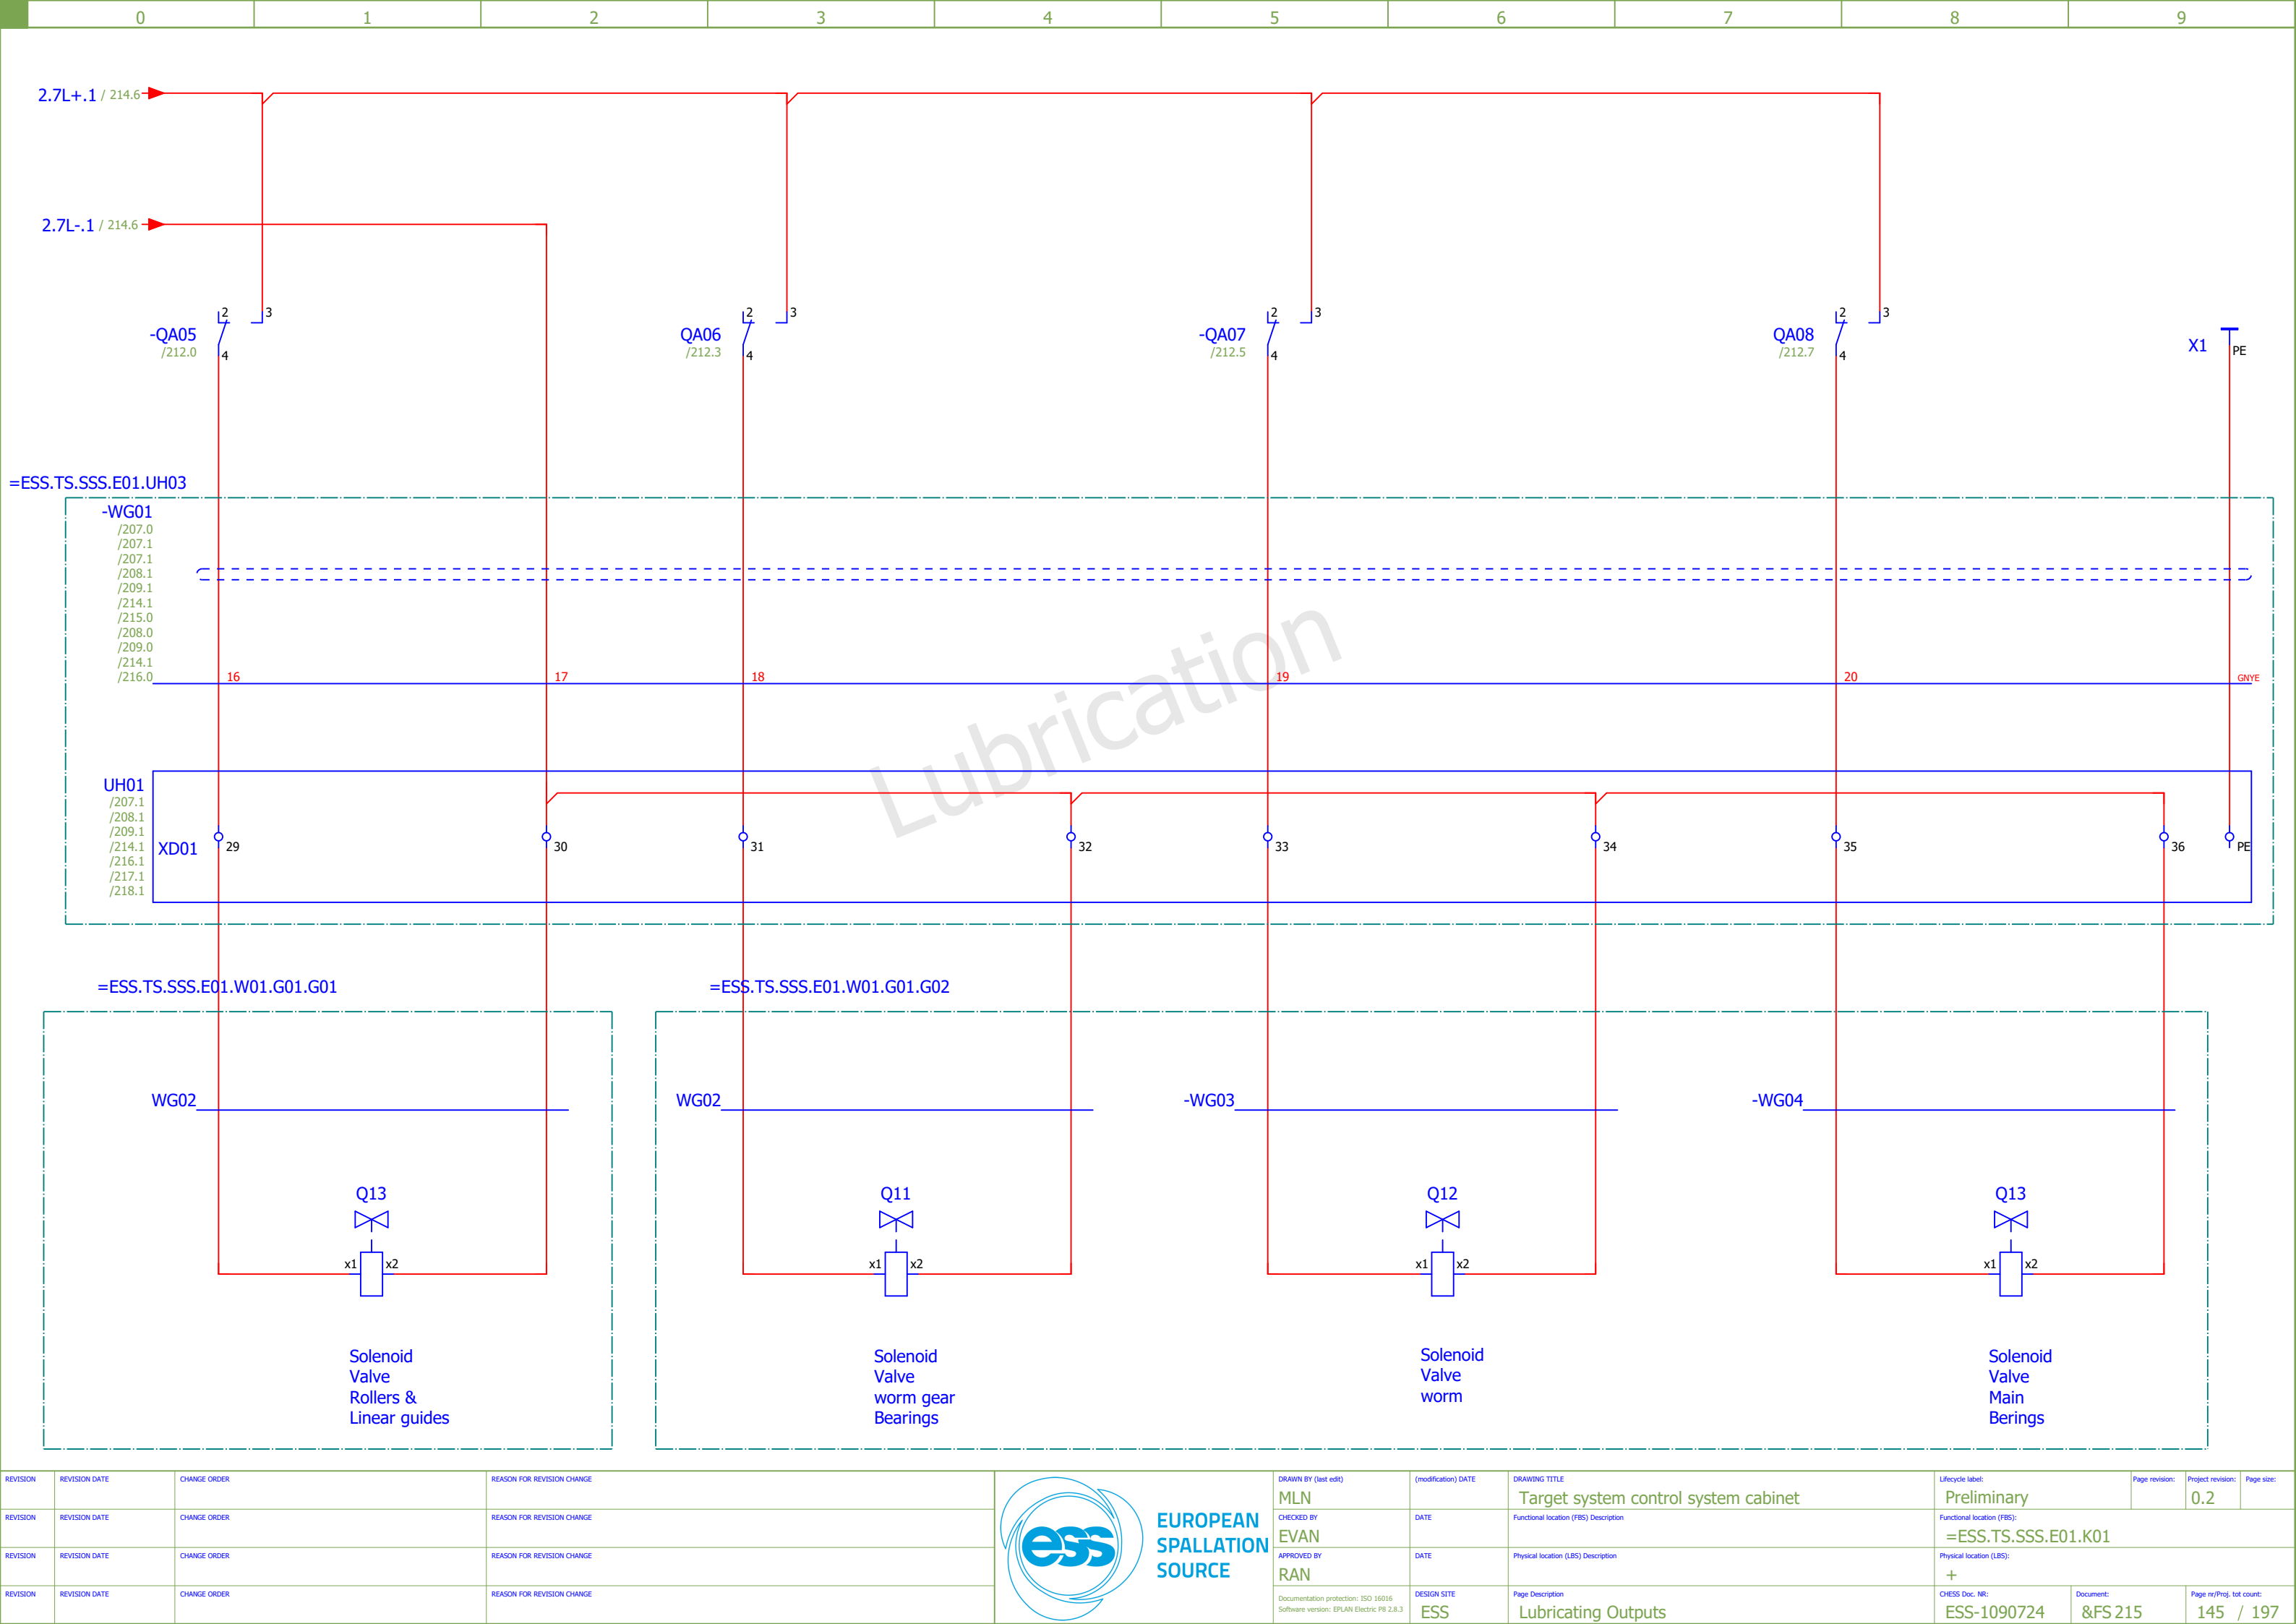 0 1 2 3 4 5 6 7 8 9
2.7L+.1 / 214.6
2.7L-.1 / 214.6
2 3 2 3 2 3 2 3
-QA05 QA06 -QA07 QA08
/212.0 /212.3 /212.5 /212.7
4 4 4 4
X1 PE
=ESS.TS.SSS.E01.UH03
-WG01
/207.0
/207.1
/207.1
/208.1
/209.1
/214.1
/215.0
/208.0
/209.0
/214.1
/216.0
16 17 18 19 20 GNYE
Lubrication
UH01
/207.1
/208.1
/209.1
/214.1
/216.1
/217.1
/218.1
XD01 29 30 31 32 33 34 35 36 PE
=ESS.TS.SSS.E01.W01.G01.G01 =ESS.TS.SSS.E01.W01.G01.G02
WG02 WG02 -WG03 -WG04
Q13 Q11 Q12 Q13
x1 x2 x1 x2 x1 x2 x1 x2
Solenoid
Valve
Rollers &
Linear guides
Solenoid
Valve
worm gear
Bearings
Solenoid
Valve
worm
Solenoid
Valve
Main
Berings
REVISION REVISION DATE CHANGE ORDER REASON FOR REVISION CHANGE
REVISION REVISION DATE CHANGE ORDER REASON FOR REVISION CHANGE
REVISION REVISION DATE CHANGE ORDER REASON FOR REVISION CHANGE
REVISION REVISION DATE CHANGE ORDER REASON FOR REVISION CHANGE
ess
EUROPEAN
SPALLATION
SOURCE
DRAWN BY (last edit) (modification) DATE DRAWING TITLE Lifecycle label: Page revision: Project revision: Page size:
MLN Target system control system cabinet Preliminary 0.2
CHECKED BY DATE Functional location (FBS) Description Functional location (FBS):
EVAN =ESS.TS.SSS.E01.K01
APPROVED BY DATE Physical location (LBS) Description Physical location (LBS):
RAN +
Documentation protection: ISO 16016
Software version: EPLAN Electric P8 2.8.3
DESIGN SITE Page Description CHESS Doc. NR: Document: Page nr/Proj. tot count:
ESS Lubricating Outputs ESS-1090724 &FS 215 145 / 197